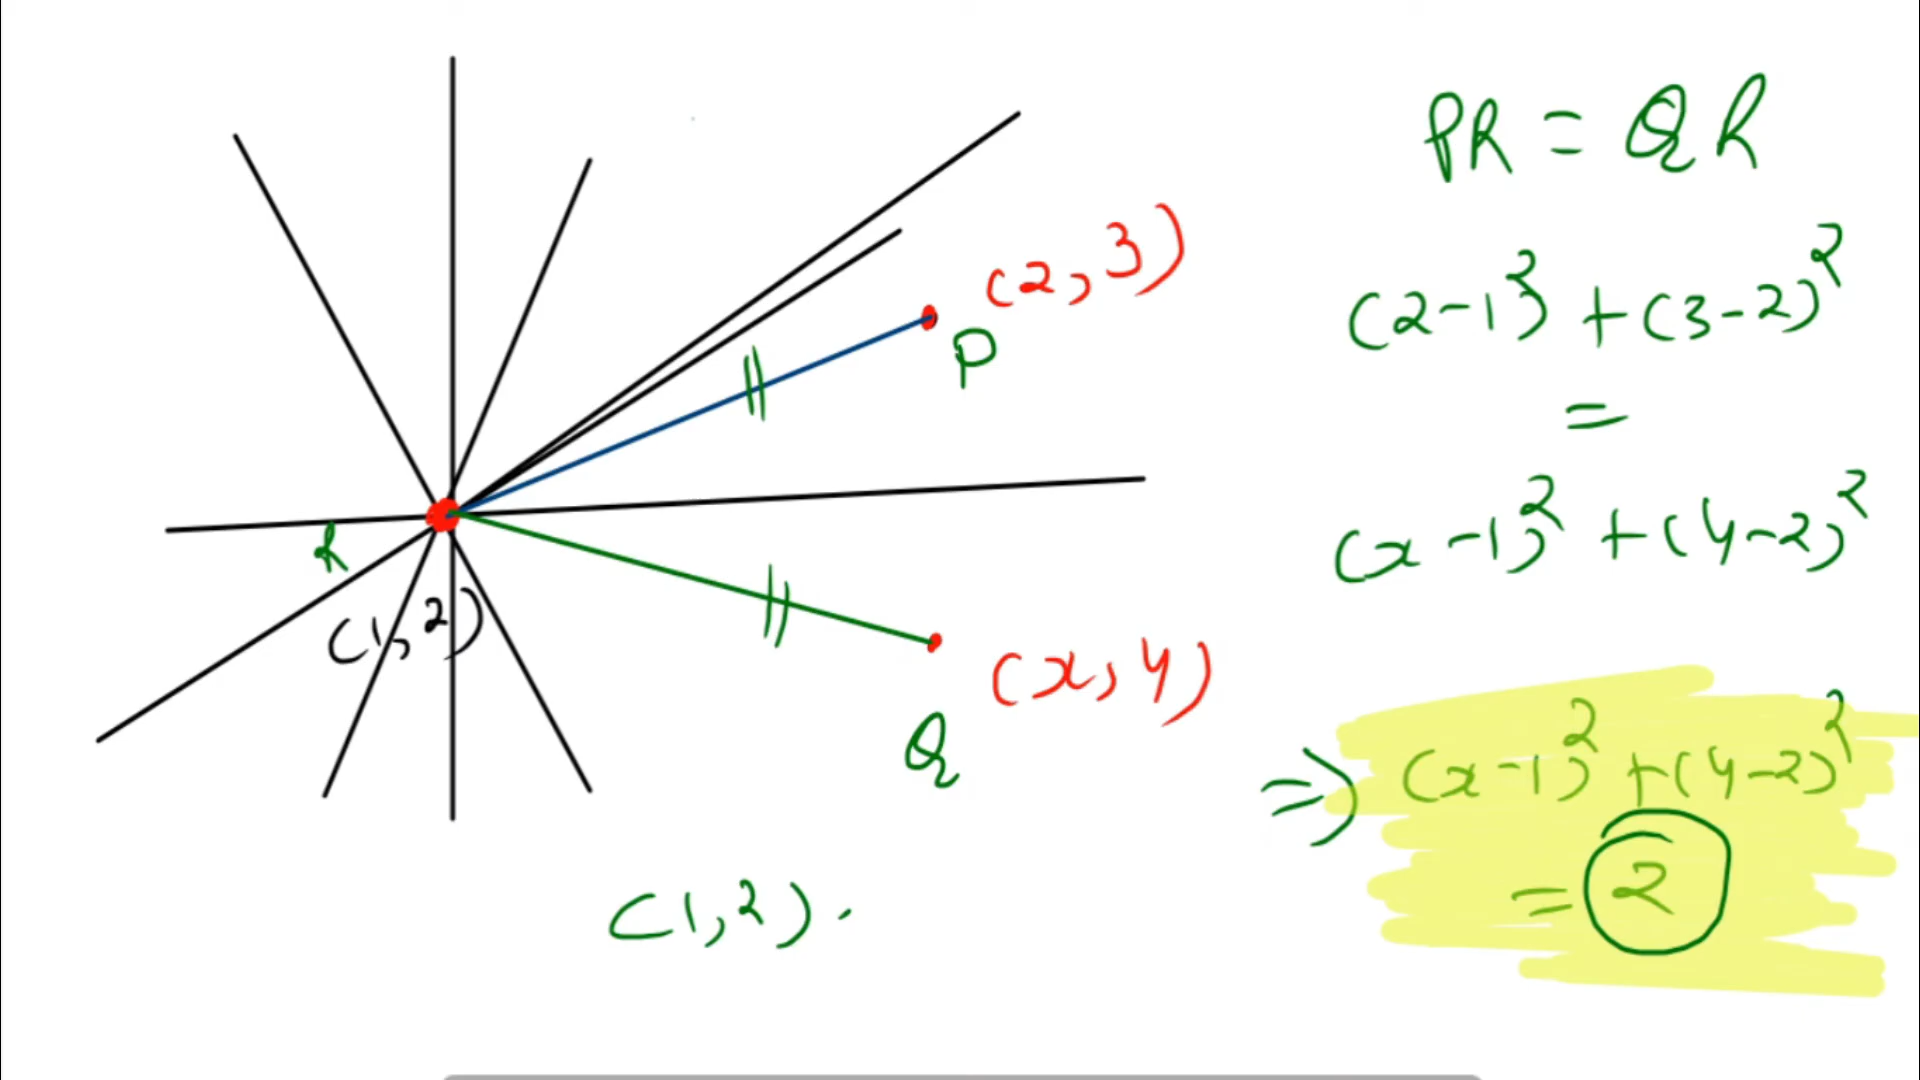 PR = QR
(2,3)
(2-1)² + (3-2)²
P
=
R
(x-1)² + (y-2)²
(1,2)
(x,y)
Q
⇒ (x-1)² + (y-2)²
= 2
(1,2).